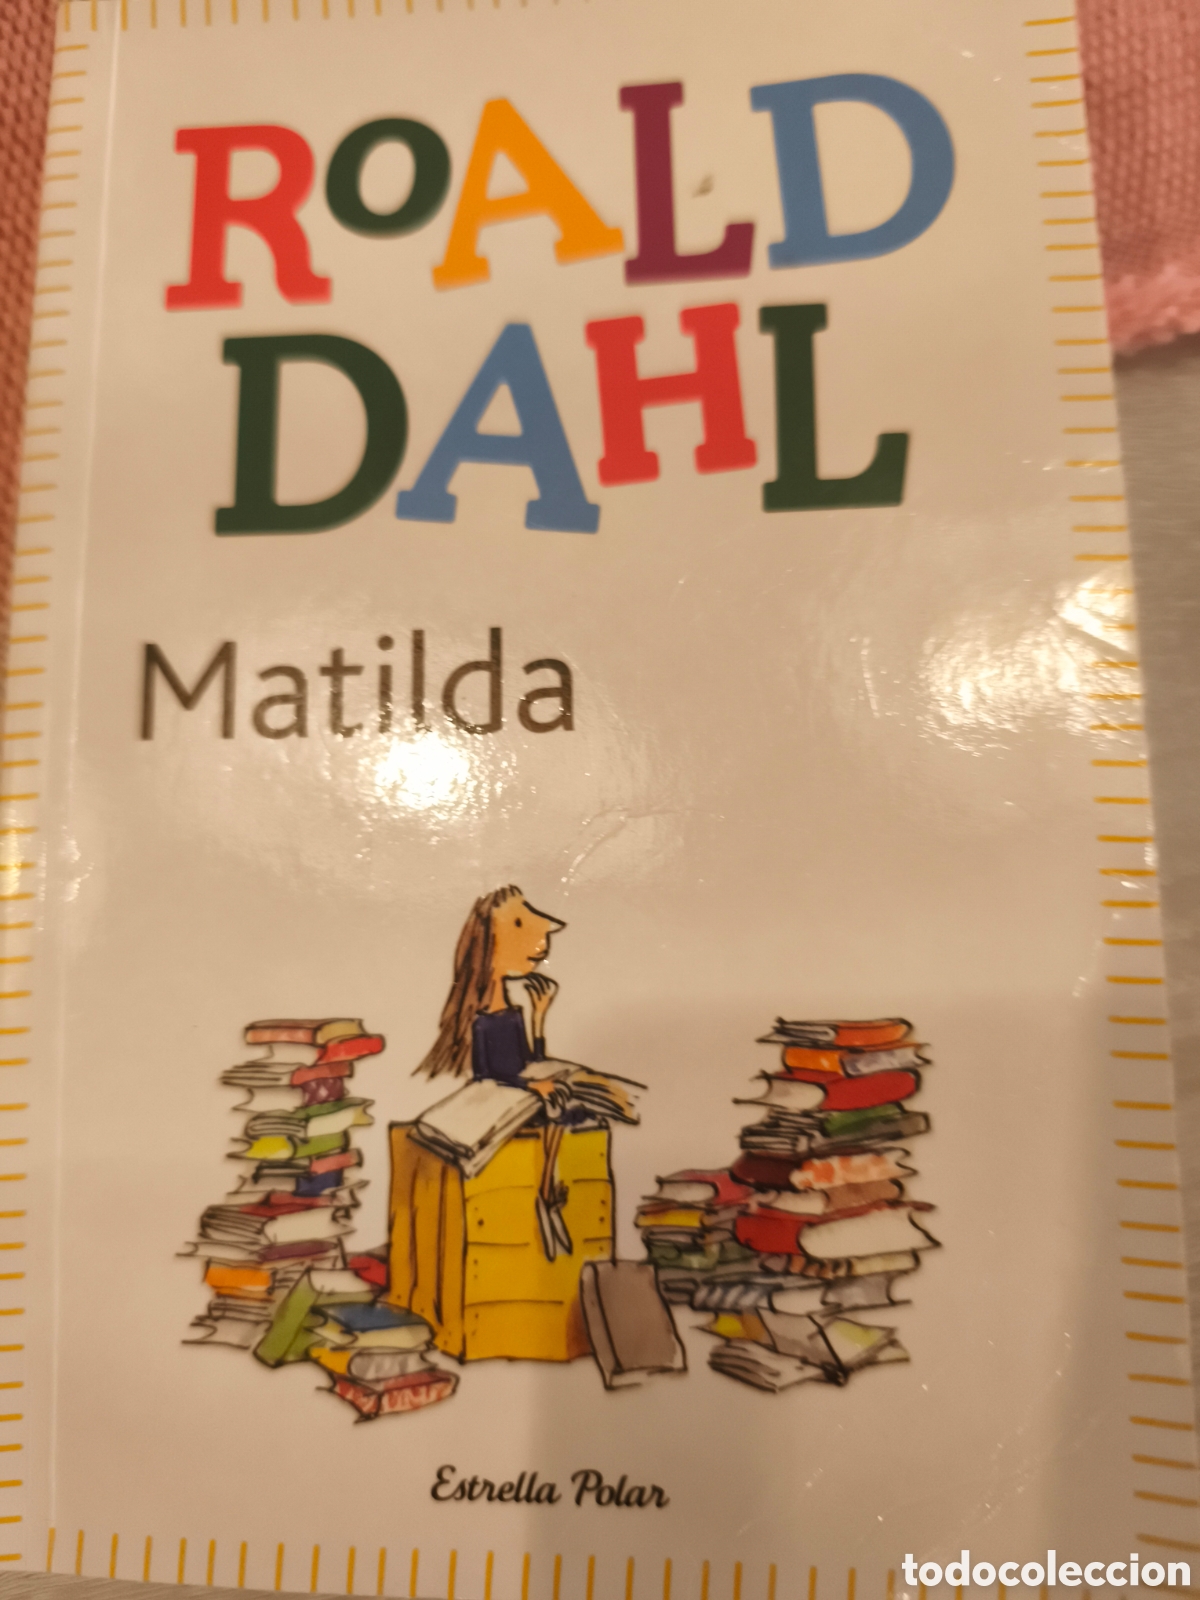 ROALD
DAHL
Matilda
Estrella Polar
todocoleccion